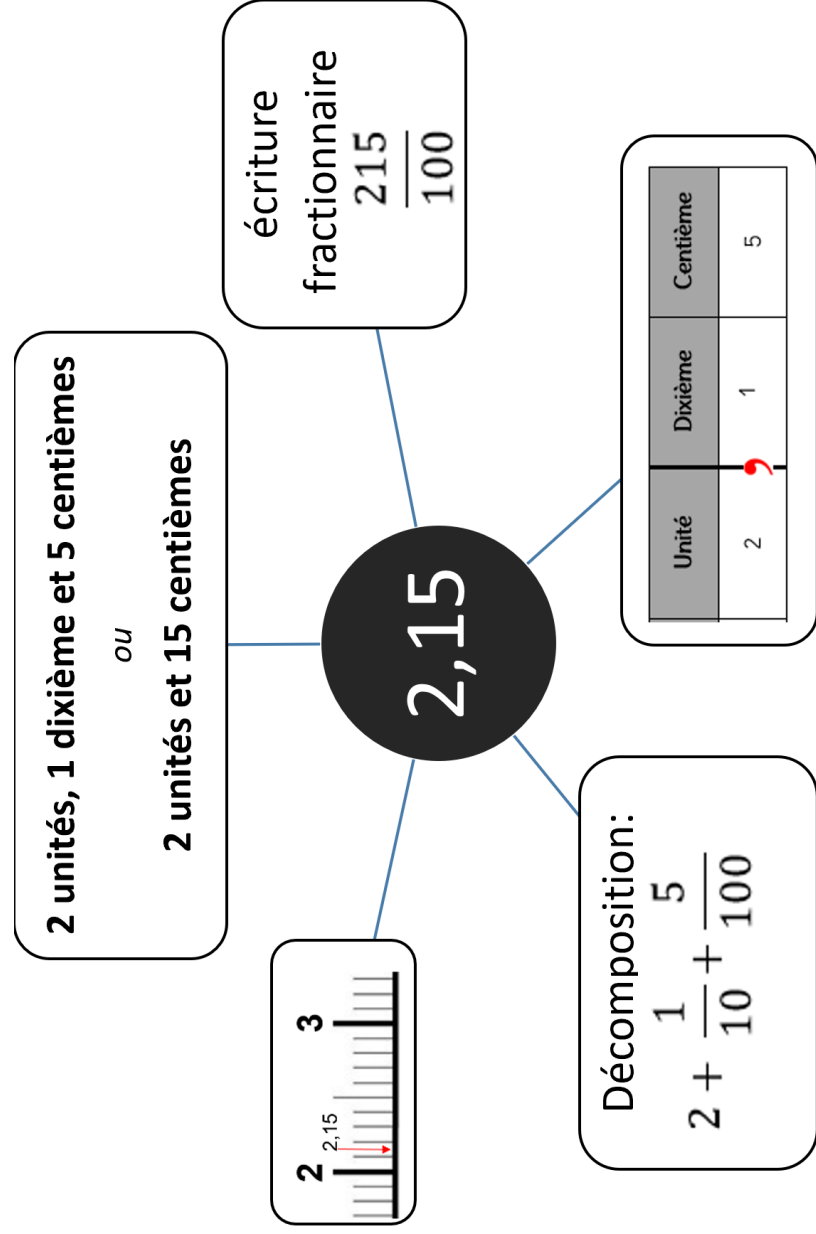 2 unités, 1 dixième et 5 centièmes
ou
2 unités et 15 centièmes
écriture
fractionnaire
215
100
2,15
2 3
2,15
Unité Dixième Centième
2 , 1 5
Décomposition:
2 + 1/10 + 5/100